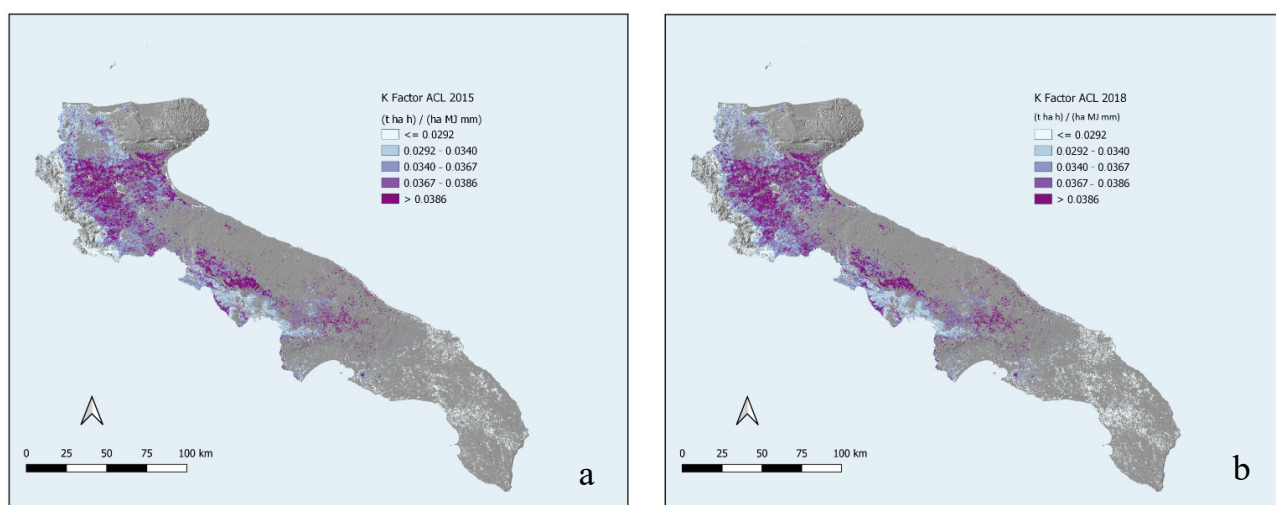 K Factor ACL 2015
(t ha h) / (ha MJ mm)
<= 0.0292
0.0292 - 0.0340
0.0340 - 0.0367
0.0367 - 0.0386
> 0.0386
0 25 50 75 100 km
a
K Factor ACL 2018
(t ha h) / (ha MJ mm)
<= 0.0292
0.0292 - 0.0340
0.0340 - 0.0367
0.0367 - 0.0386
> 0.0386
0 25 50 75 100 km
b